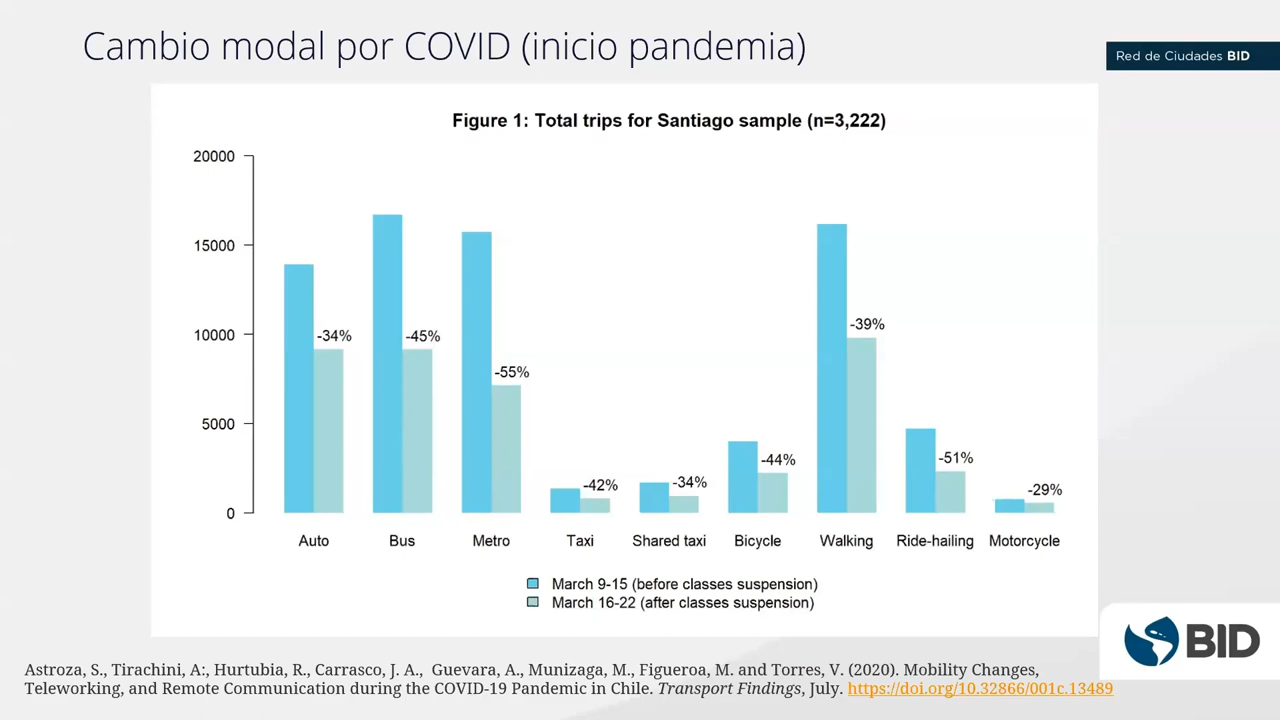 Cambio modal por COVID (inicio pandemia)
Red de Ciudades BID
Figure 1: Total trips for Santiago sample (n=3,222)
20000
15000
10000
5000
0
-34%
-45%
-55%
-42%
-34%
-44%
-39%
-51%
-29%
Auto
Bus
Metro
Taxi
Shared taxi
Bicycle
Walking
Ride-hailing
Motorcycle
March 9-15 (before classes suspension)
March 16-22 (after classes suspension)
BID
Astroza, S., Tirachini, A:, Hurtubia, R., Carrasco, J. A., Guevara, A., Munizaga, M., Figueroa, M. and Torres, V. (2020). Mobility Changes,
Teleworking, and Remote Communication during the COVID-19 Pandemic in Chile. Transport Findings, July. https://doi.org/10.32866/001c.13489